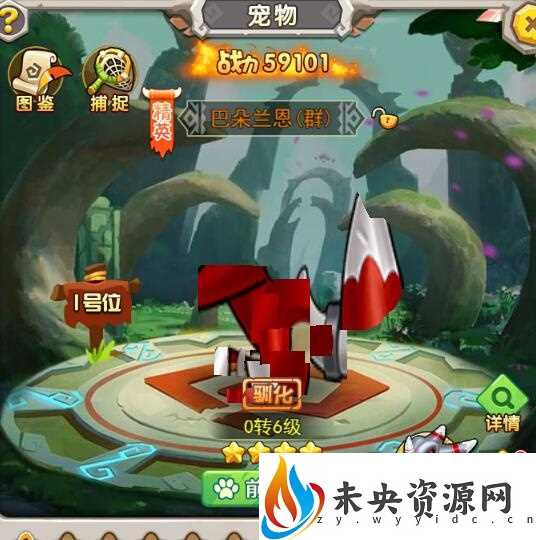 ?
宠物
战力 59101
图鉴
捕捉
精英
巴朵兰恩(群)
1号位
驯化
0转6级
详情
前
未央资源网
zy.wyyidc.cn